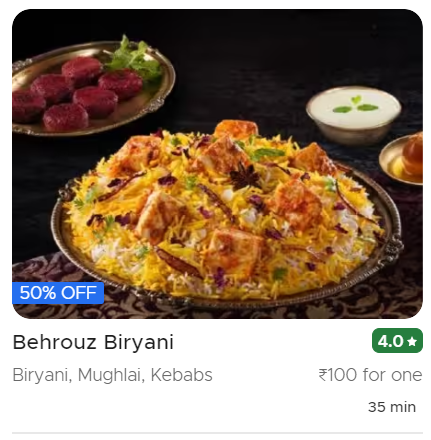 50% OFF
Behrouz Biryani
4.0★
Biryani, Mughlai, Kebabs
₹100 for one
35 min